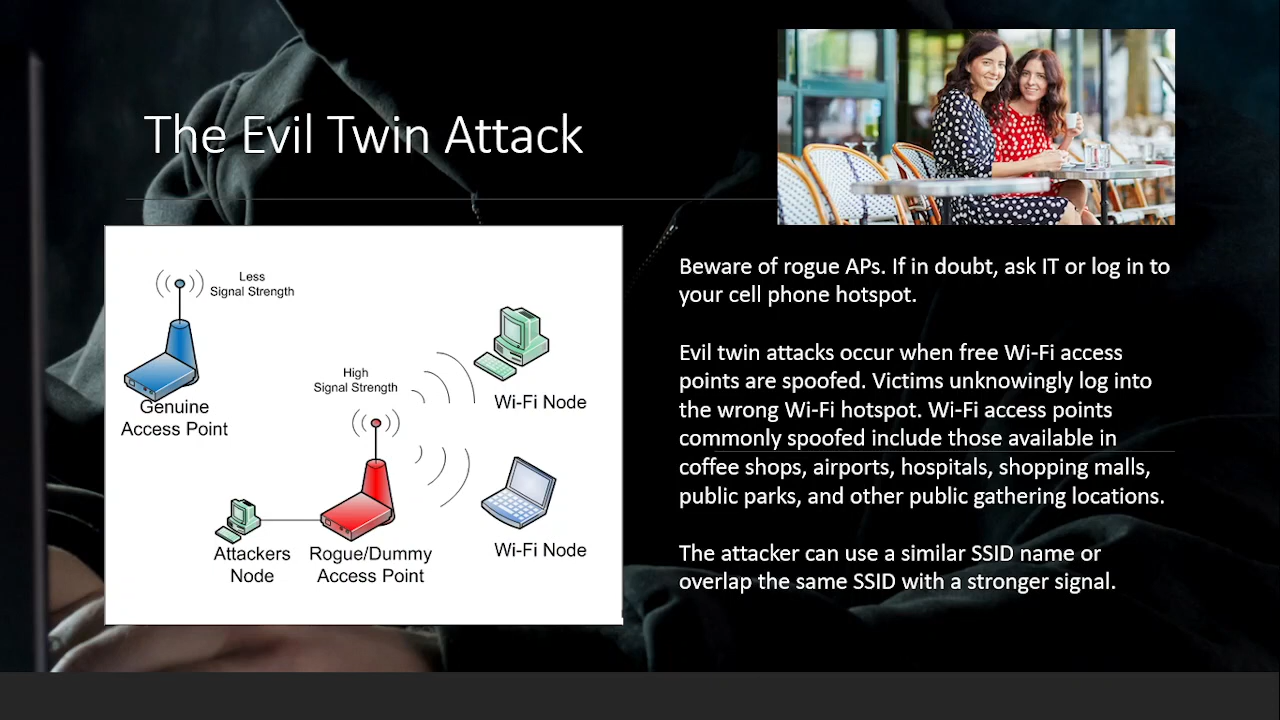 The Evil Twin Attack
Less
Signal Strength
Genuine
Access Point
High
Signal Strength
Wi-Fi Node
Wi-Fi Node
Attackers
Node
Rogue/Dummy
Access Point
Beware of rogue APs. If in doubt, ask IT or log in to
your cell phone hotspot.
Evil twin attacks occur when free Wi-Fi access
points are spoofed. Victims unknowingly log into
the wrong Wi-Fi hotspot. Wi-Fi access points
commonly spoofed include those available in
coffee shops, airports, hospitals, shopping malls,
public parks, and other public gathering locations.
The attacker can use a similar SSID name or
overlap the same SSID with a stronger signal.